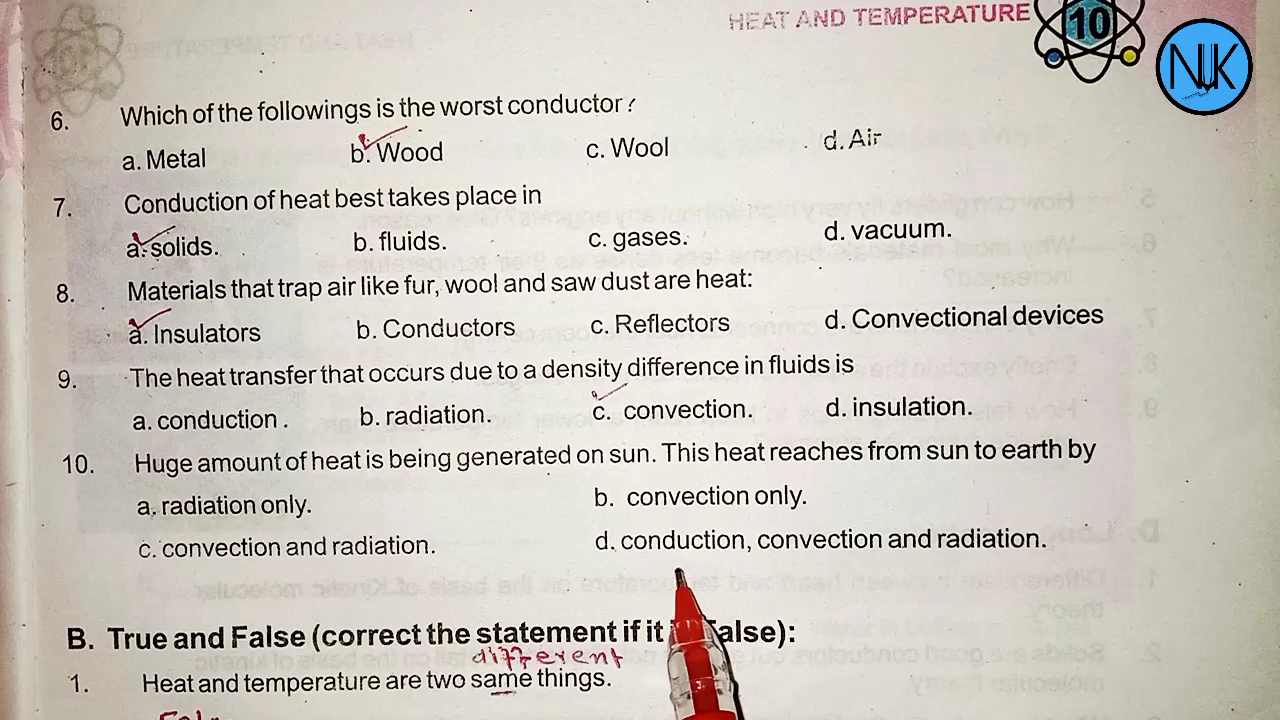 HEAT AND TEMPERATURE 10
NJK
6. Which of the followings is the worst conductor?
a. Metal b. Wood c. Wool d. Air
7. Conduction of heat best takes place in
a. solids. b. fluids. c. gases. d. vacuum.
8. Materials that trap air like fur, wool and saw dust are heat:
a. Insulators b. Conductors c. Reflectors d. Convectional devices
9. The heat transfer that occurs due to a density difference in fluids is
a. conduction. b. radiation. c. convection. d. insulation.
10. Huge amount of heat is being generated on sun. This heat reaches from sun to earth by
a. radiation only. b. convection only.
c. convection and radiation. d. conduction, convection and radiation.
B. True and False (correct the statement if it False):
different
1. Heat and temperature are two same things.